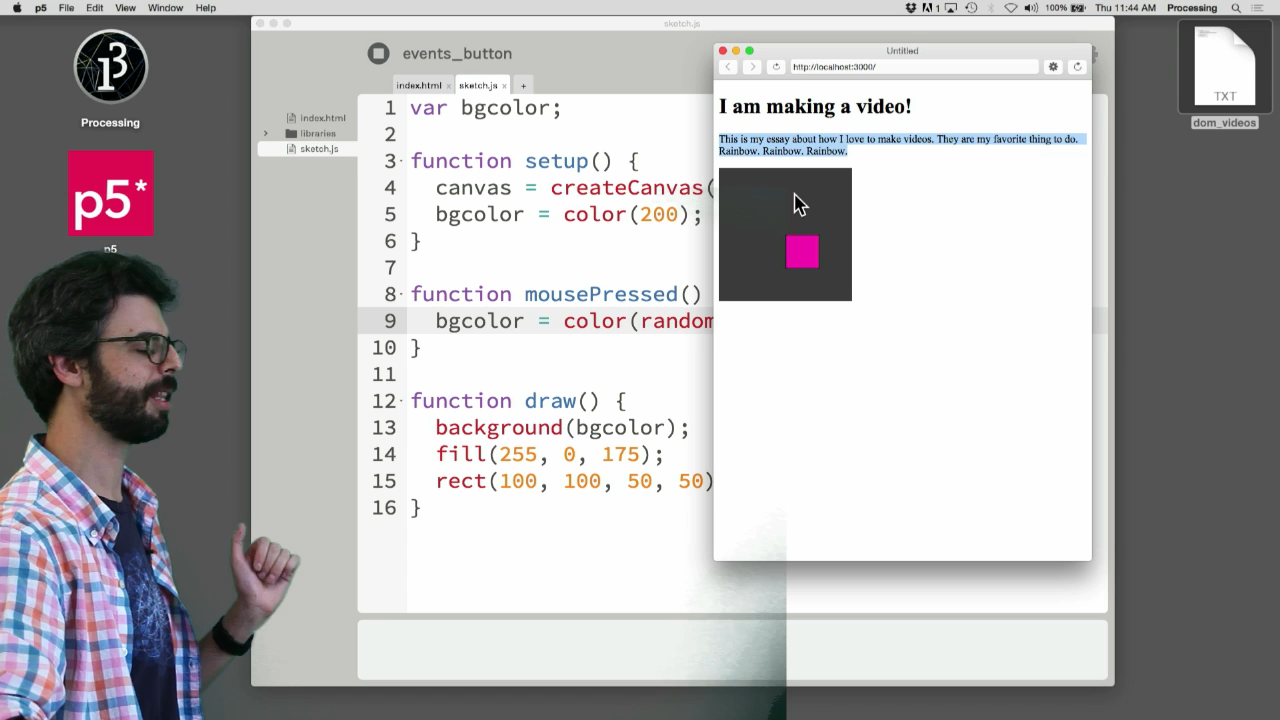 p5 File Edit View Window Help
1 100% Thu 11:44 AM Processing
sketch.js
events_button
index.html × sketch.js × +
index.html
libraries
sketch.js
1 var bgcolor;
2
3 function setup() {
4 canvas = createCanvas(
5 bgcolor = color(200);
6 }
7
8 function mousePressed()
9 bgcolor = color(random
10 }
11
12 function draw() {
13 background(bgcolor);
14 fill(255, 0, 175);
15 rect(100, 100, 50, 50)
16 }
Untitled
http://localhost:3000/
I am making a video!
This is my essay about how I love to make videos. They are my favorite thing to do.
Rainbow. Rainbow. Rainbow.
Processing
p5*
p5
TXT
dom_videos